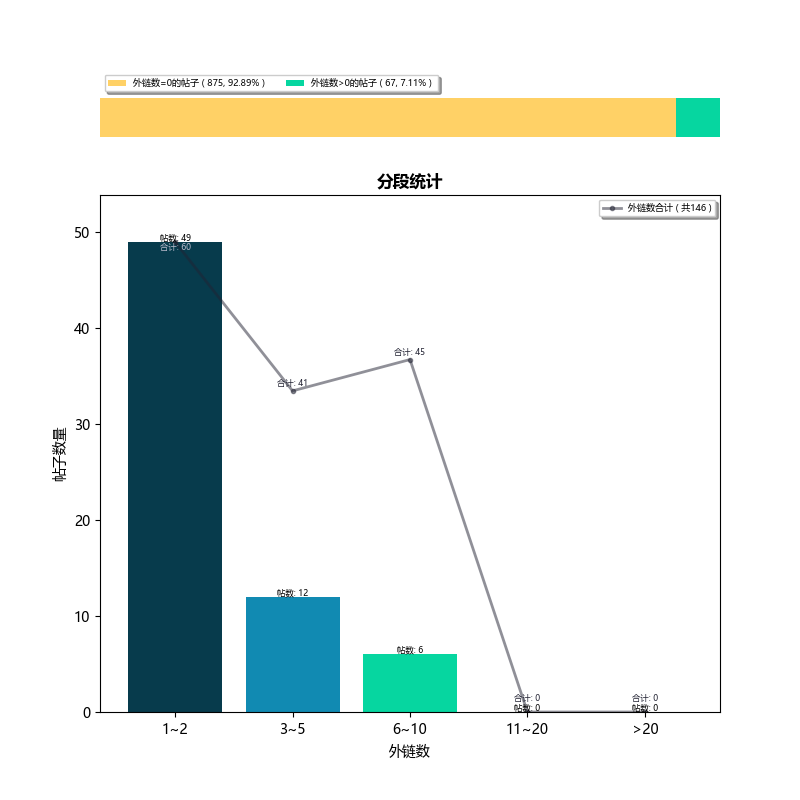 外链数=0的帖子 ( 875, 92.89% ) 外链数>0的帖子 ( 67, 7.11% )
分段统计
外链数合计 ( 共146 )
50
40
30
20
10
0
帖子数量
帖数: 49
合计: 60
合计: 41
合计: 45
帖数: 12
帖数: 6
合计: 0
帖数: 0
合计: 0
帖数: 0
1~2 3~5 6~10 11~20 >20
外链数